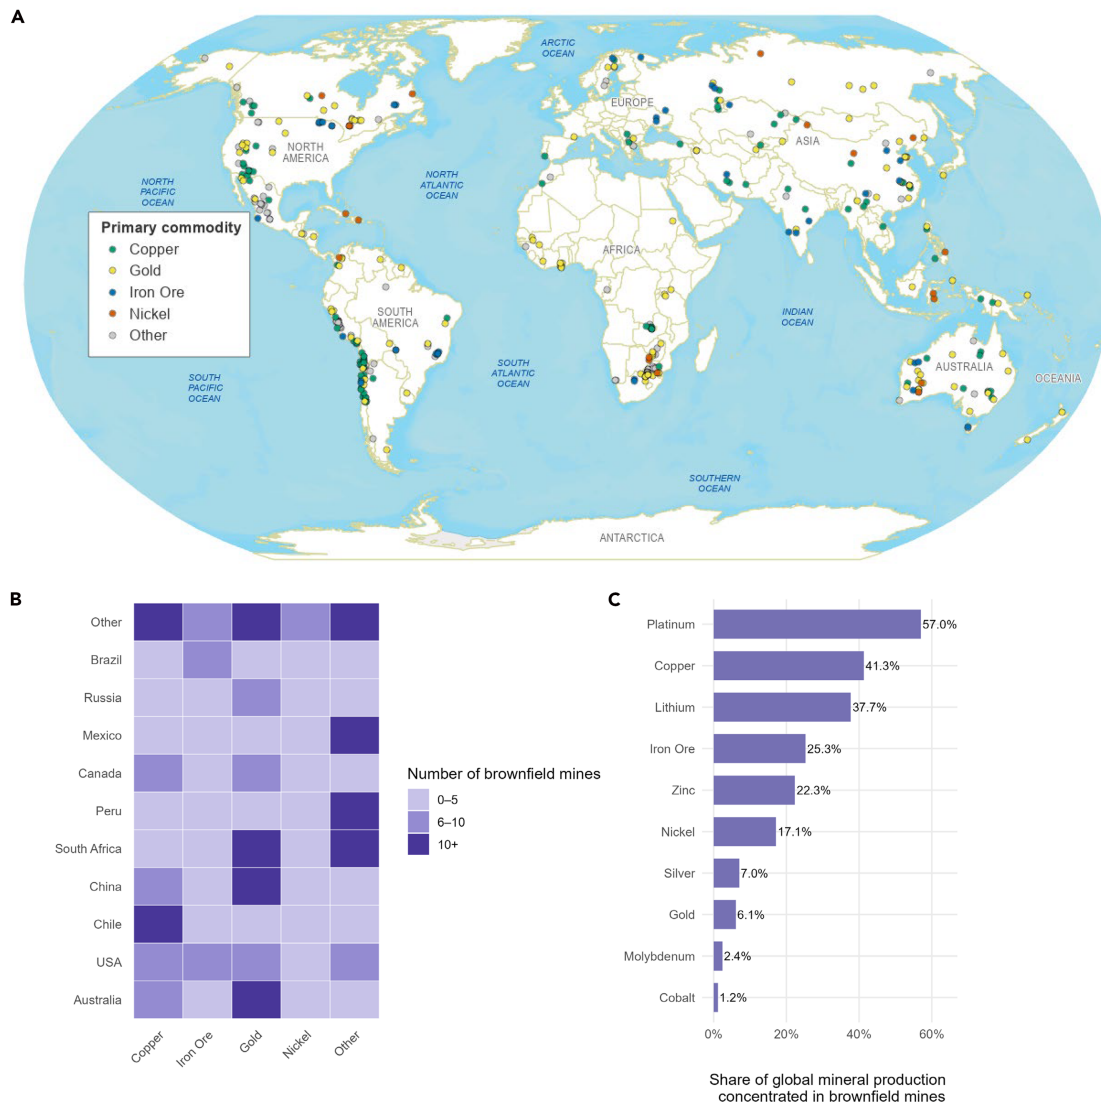 A
ARCTIC
OCEAN
EUROPE
ASIA
NORTH
AMERICA
NORTH
PACIFIC
OCEAN
NORTH
ATLANTIC
OCEAN
Primary commodity
Copper
Gold
Iron Ore
Nickel
Other
AFRICA
SOUTH
AMERICA
INDIAN
OCEAN
SOUTH
PACIFIC
OCEAN
SOUTH
ATLANTIC
OCEAN
AUSTRALIA
OCEANIA
SOUTHERN
OCEAN
ANTARCTICA
B
Other
Brazil
Russia
Mexico
Canada
Peru
South Africa
China
Chile
USA
Australia
Copper
Iron Ore
Gold
Nickel
Other
Number of brownfield mines
0–5
6–10
10+
C
Platinum 57.0%
Copper 41.3%
Lithium 37.7%
Iron Ore 25.3%
Zinc 22.3%
Nickel 17.1%
Silver 7.0%
Gold 6.1%
Molybdenum 2.4%
Cobalt 1.2%
0% 20% 40% 60%
Share of global mineral production
concentrated in brownfield mines